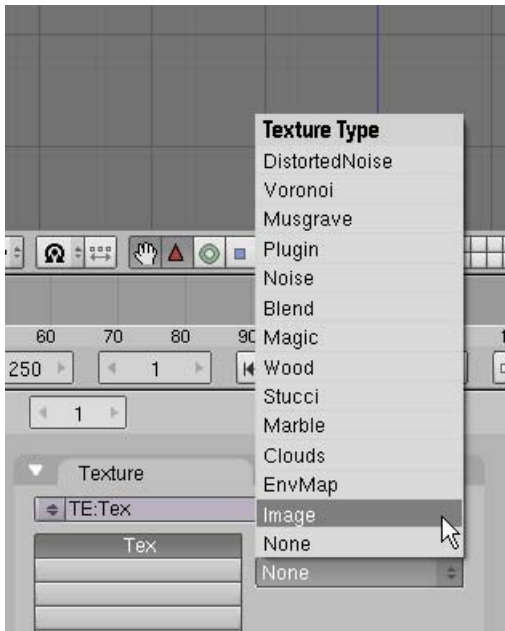 Texture Type
DistortedNoise
Voronoi
Musgrave
Plugin
Noise
Blend
Magic
Wood
Stucci
Marble
Clouds
EnvMap
Image
None
None
60 70 80 90
250 1
1
Texture
TE:Tex
Tex